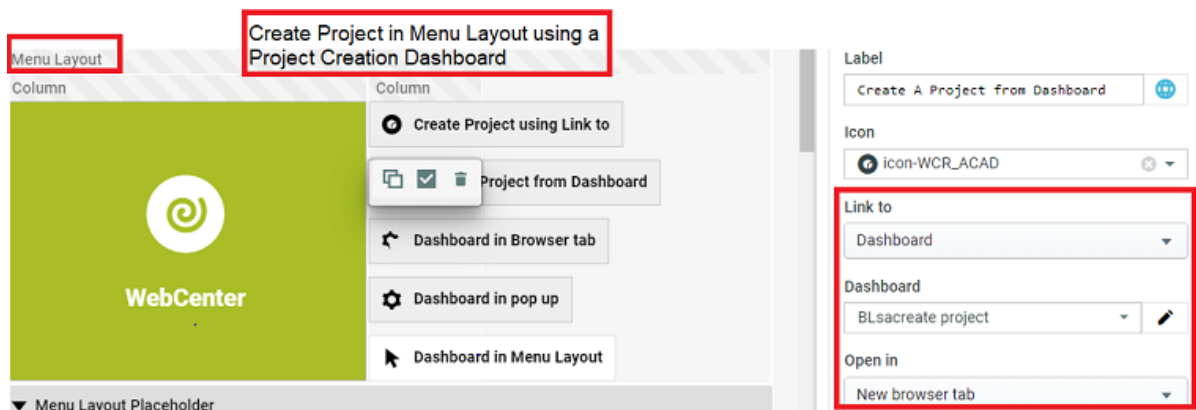 Create Project in Menu Layout using a
Project Creation Dashboard
Menu Layout
Column
Column
WebCenter
Create Project using Link to
Project from Dashboard
Dashboard in Browser tab
Dashboard in pop up
Dashboard in Menu Layout
Menu Layout Placeholder
Label
Create A Project from Dashboard
Icon
icon-WCR_ACAD
Link to
Dashboard
Dashboard
BLsacreate project
Open in
New browser tab